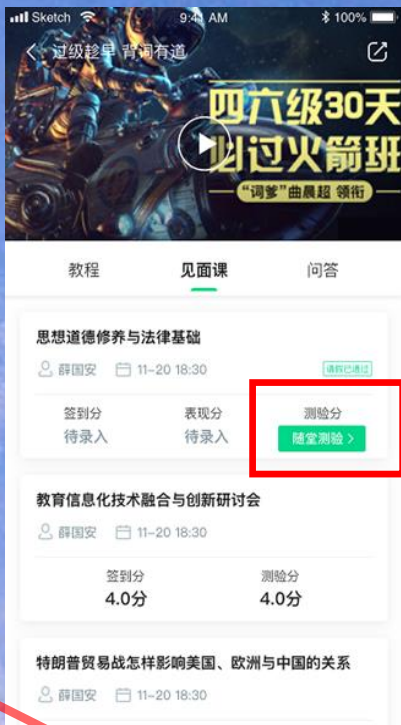 Sketch 9:41 AM 100%
过级趁早 背词有道
四六级30天
必过火箭班
“词爹”曲晨超 领衔
教程 见面课 问答
思想道德修养与法律基础
薛国安 11-20 18:30 请假已通过
签到分 表现分 测验分
待录入 待录入 随堂测验 >
教育信息化技术融合与创新研讨会
薛国安 11-20 18:30
签到分 测验分
4.0分 4.0分
特朗普贸易战怎样影响美国、欧洲与中国的关系
薛国安 11-20 18:30